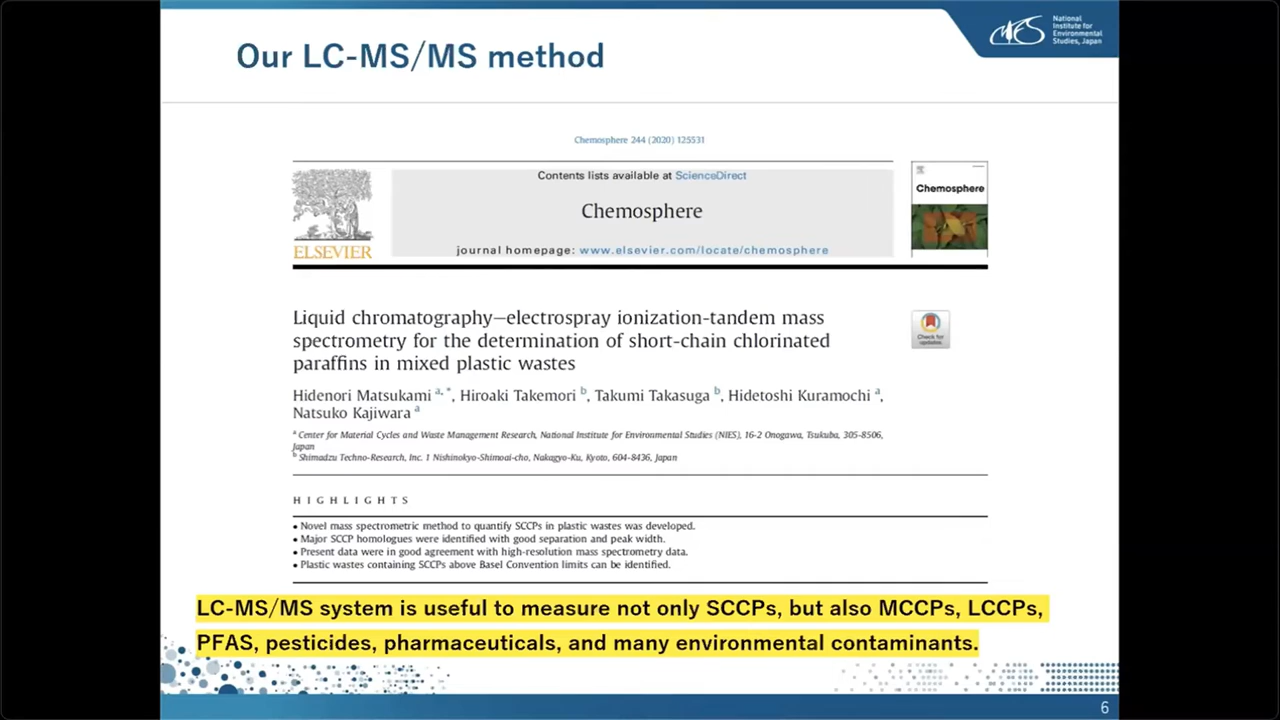 National
Institute for
Environmental
Studies, Japan
Our LC-MS/MS method
Chemosphere 244 (2020) 125531
Contents lists available at ScienceDirect
Chemosphere
journal homepage: www.elsevier.com/locate/chemosphere
ELSEVIER
Chemosphere
Liquid chromatography—electrospray ionization-tandem mass
spectrometry for the determination of short-chain chlorinated
paraffins in mixed plastic wastes
Check for
updates
Hidenori Matsukami a, *, Hiroaki Takemori b, Takumi Takasuga b, Hidetoshi Kuramochi a,
Natsuko Kajiwara a
a Center for Material Cycles and Waste Management Research, National Institute for Environmental Studies (NIES), 16-2 Onogawa, Tsukuba, 305-8506,
Japan
b Shimadzu Techno-Research, Inc. 1 Nishinokyo-Shimoai-cho, Nakagyo-Ku, Kyoto, 604-8436, Japan
HIGHLIGHTS
• Novel mass spectrometric method to quantify SCCPs in plastic wastes was developed.
• Major SCCP homologues were identified with good separation and peak width.
• Present data were in good agreement with high-resolution mass spectrometry data.
• Plastic wastes containing SCCPs above Basel Convention limits can be identified.
LC-MS/MS system is useful to measure not only SCCPs, but also MCCPs, LCCPs,
PFAS, pesticides, pharmaceuticals, and many environmental contaminants.
6